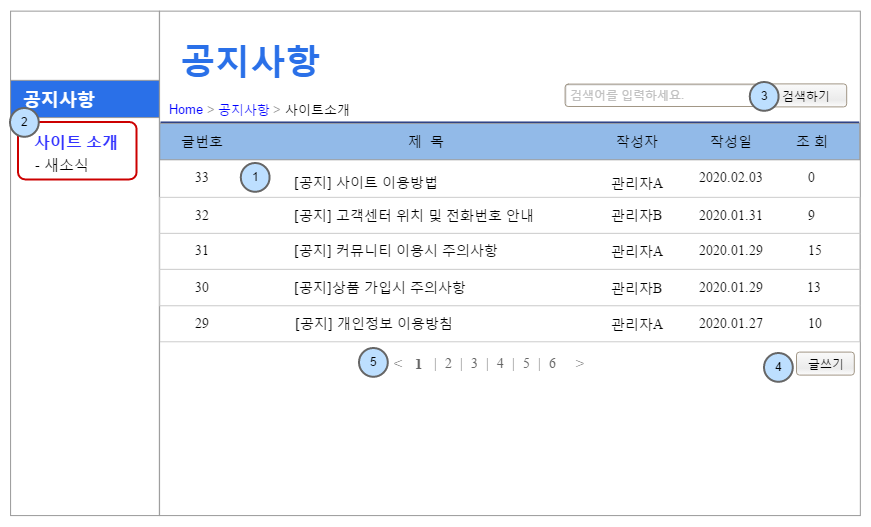 공지사항
공지사항
2
사이트 소개
- 새소식
검색어를 입력하세요.
3
검색하기
Home > 공지사항 > 사이트소개
글번호 제 목 작성자 작성일 조 회
33 1 [공지] 사이트 이용방법 관리자A 2020.02.03 0
32 [공지] 고객센터 위치 및 전화번호 안내 관리자B 2020.01.31 9
31 [공지] 커뮤니티 이용시 주의사항 관리자A 2020.01.29 15
30 [공지]상품 가입시 주의사항 관리자B 2020.01.29 13
29 [공지] 개인정보 이용방침 관리자A 2020.01.27 10
5 < 1 | 2 | 3 | 4 | 5 | 6 >
4 글쓰기